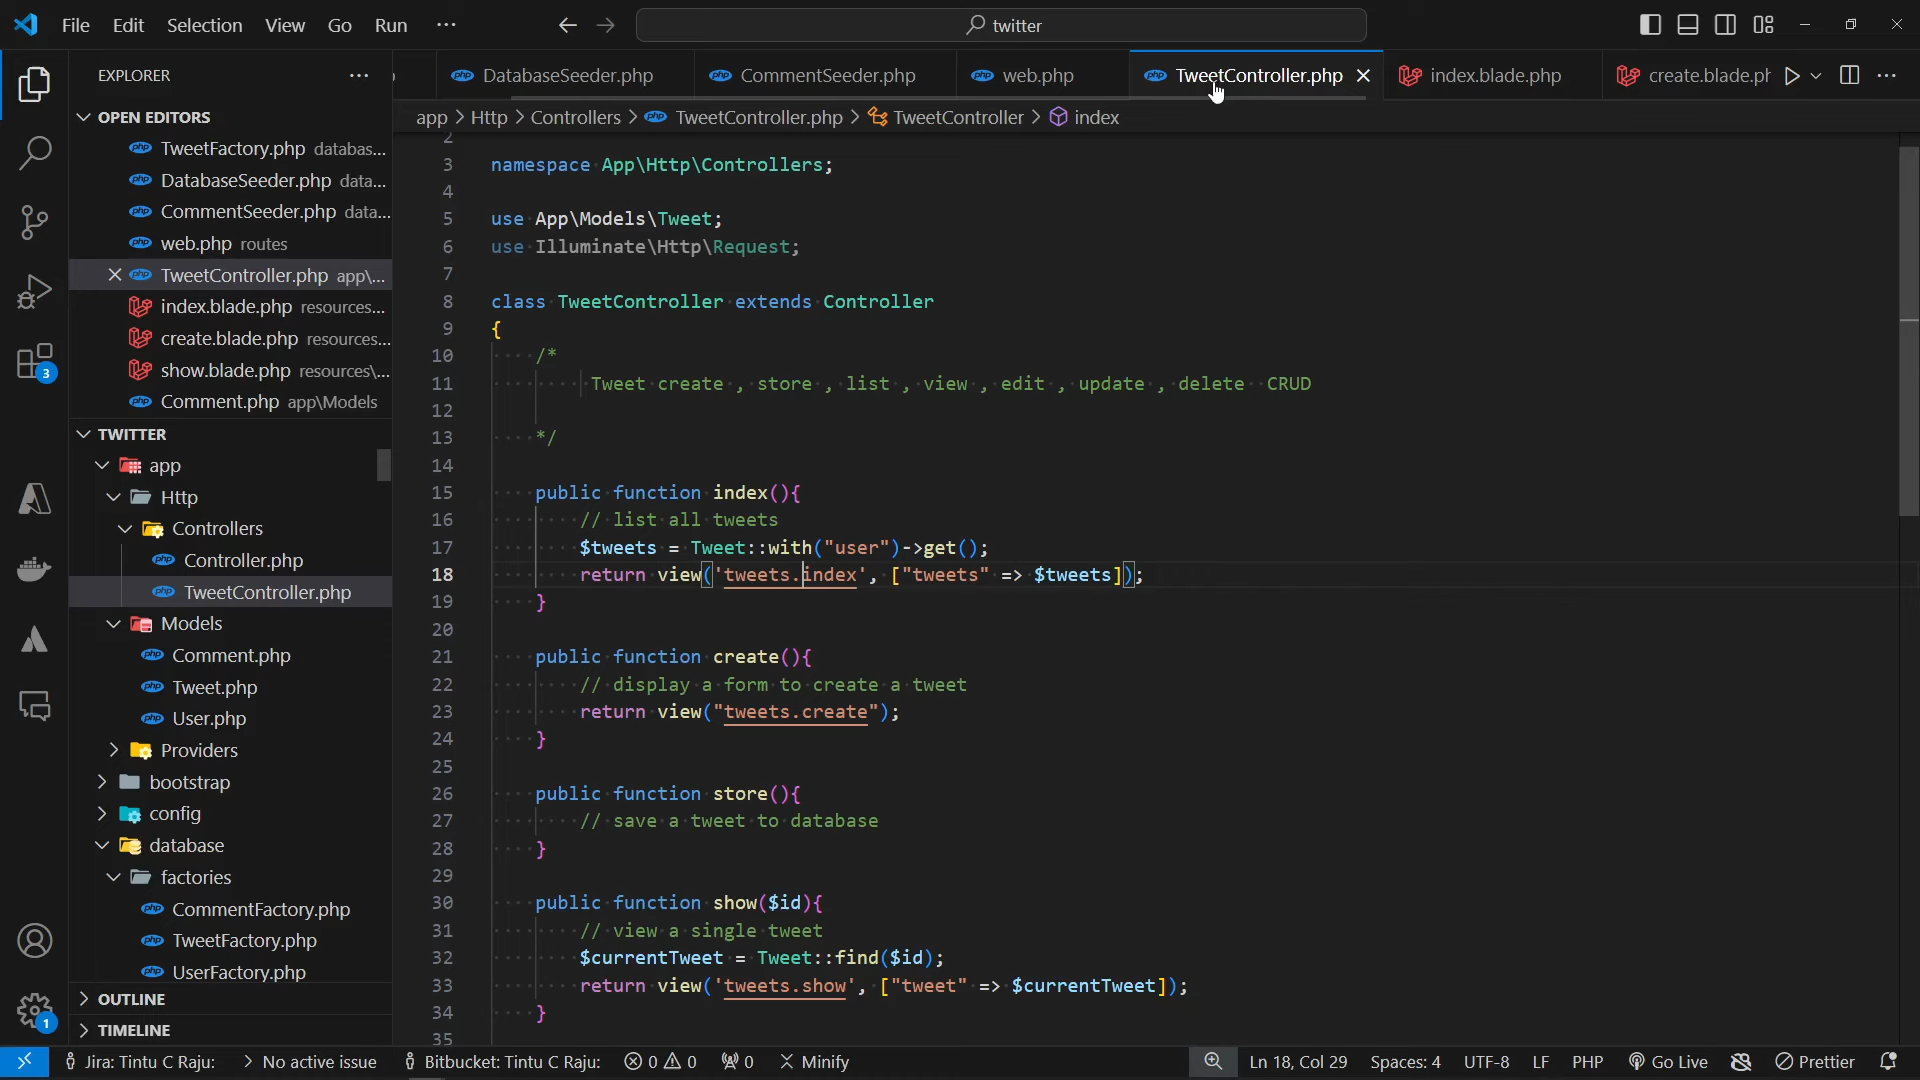 File Edit Selection View Go Run ···
twitter
EXPLORER
DatabaseSeeder.php CommentSeeder.php web.php TweetController.php index.blade.php create.blade.ph
OPEN EDITORS
app > Http > Controllers > TweetController.php > TweetController > index
TweetFactory.php databas...
DatabaseSeeder.php data...
CommentSeeder.php data...
web.php routes
TweetController.php app\...
index.blade.php resources...
create.blade.php resources...
show.blade.php resources\...
Comment.php app\Models
TWITTER
app
Http
Controllers
Controller.php
TweetController.php
Models
Comment.php
Tweet.php
User.php
Providers
bootstrap
config
database
factories
CommentFactory.php
TweetFactory.php
UserFactory.php
OUTLINE
TIMELINE
3
1
2
3 namespace App\Http\Controllers;
4
5 use App\Models\Tweet;
6 use Illuminate\Http\Request;
7
8 class TweetController extends Controller
9 {
10 /*
11 Tweet create , store , list , view , edit , update , delete CRUD
12
13 */
14
15 public function index(){
16 // list all tweets
17 $tweets = Tweet::with("user")->get();
18 return view('tweets.index', ["tweets" => $tweets]);
19 }
20
21 public function create(){
22 // display a form to create a tweet
23 return view("tweets.create");
24 }
25
26 public function store(){
27 // save a tweet to database
28 }
29
30 public function show($id){
31 // view a single tweet
32 $currentTweet = Tweet::find($id);
33 return view('tweets.show', ["tweet" => $currentTweet]);
34 }
35
Jira: Tintu C Raju: > No active issue Bitbucket: Tintu C Raju: 0 0 0 Minify Ln 18, Col 29 Spaces: 4 UTF-8 LF PHP Go Live Prettier